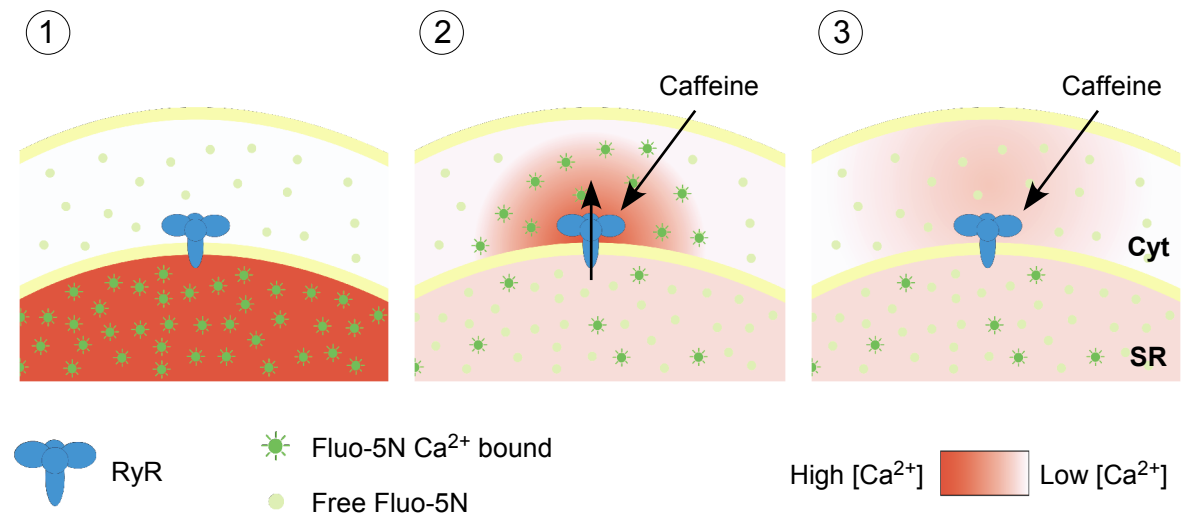 1
2
3
Caffeine
Caffeine
Cyt
SR
RyR
Fluo-5N Ca²⁺ bound
Free Fluo-5N
High [Ca²⁺]
Low [Ca²⁺]